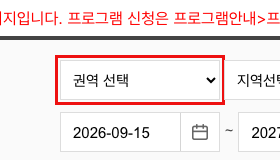 지입니다. 프로그램 신청은 프로그램안내>프
권역 선택 지역선택
2026-09-15 ~ 2027